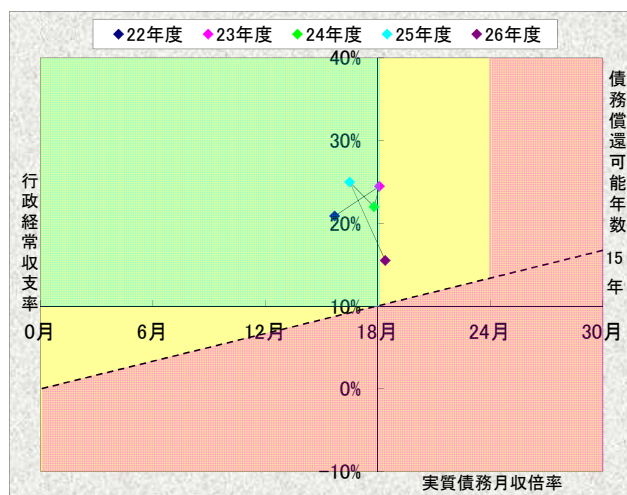 22年度 23年度 24年度 25年度 26年度
40%
30%
20%
10%
0%
-10%
0月 6月 12月 18月 24月 30月
行政経常収支率
債務償還可能年数15年
実質債務月収倍率